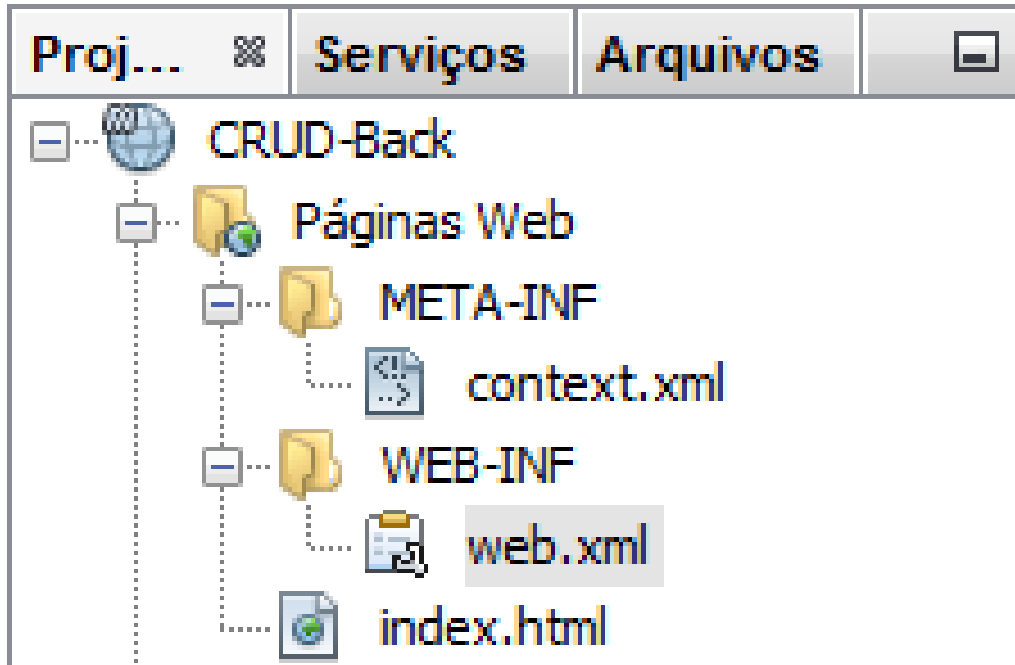 Proj... Serviços Arquivos
CRUD-Back
Páginas Web
META-INF
context.xml
WEB-INF
web.xml
index.html